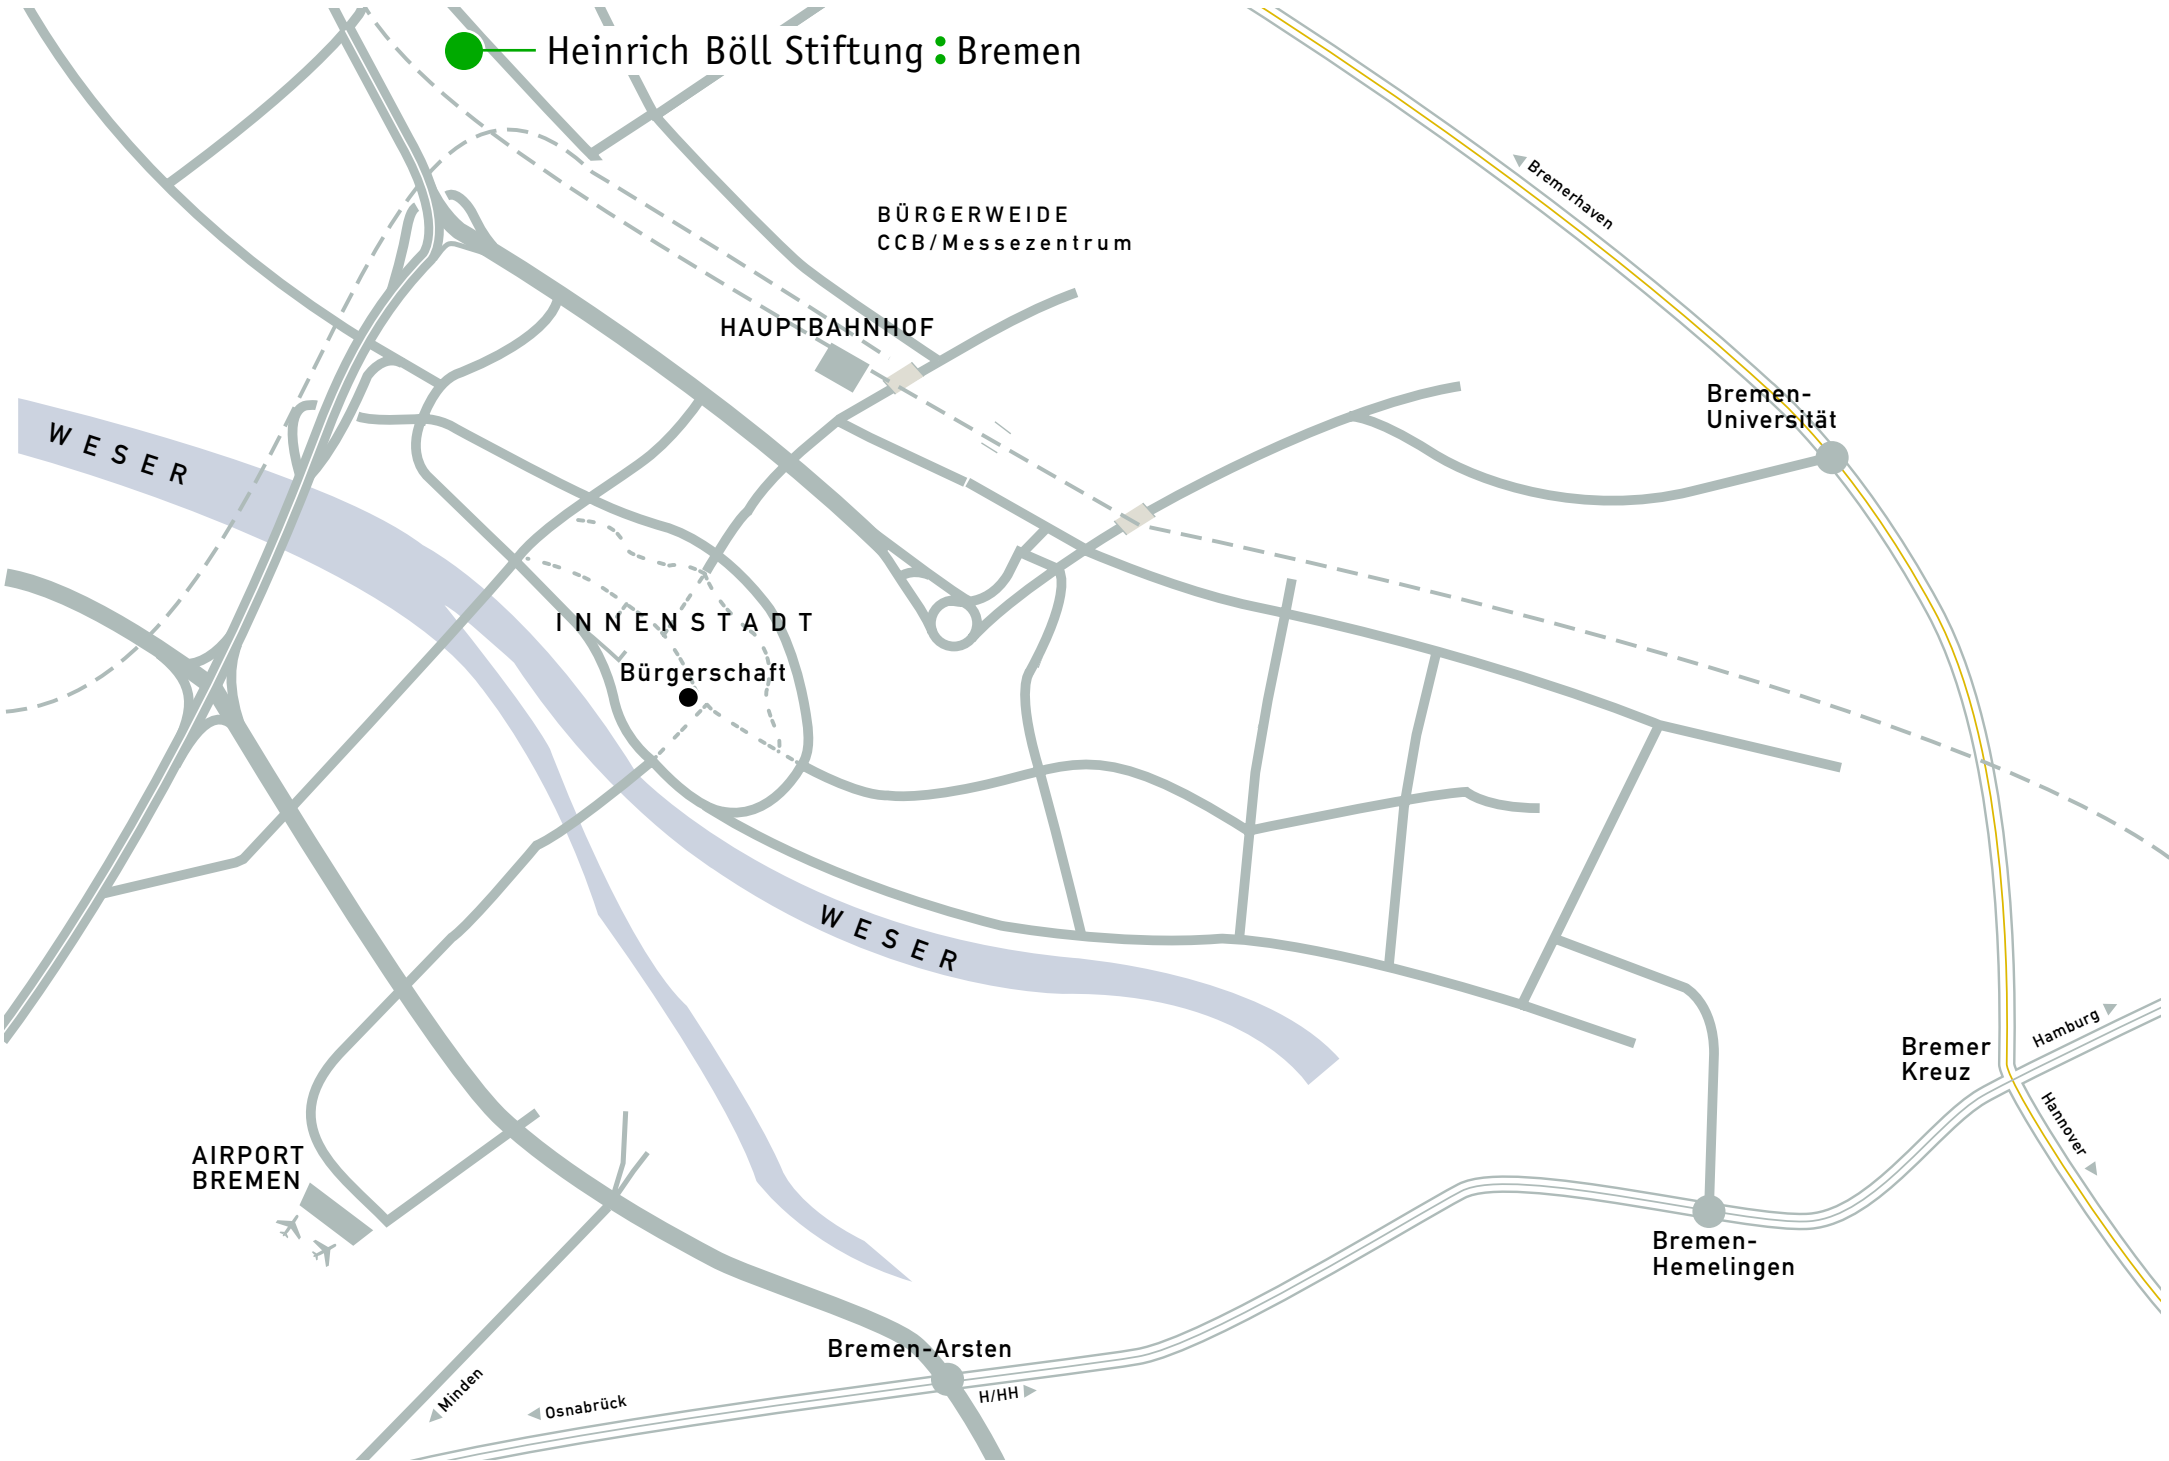 Heinrich Böll Stiftung : Bremen
Bremerhaven
BÜRGERWEIDE
CCB/Messezentrum
HAUPTBAHNHOF
Bremen-
Universität
WESER
INNENSTADT
Bürgerschaft
WESER
Bremer
Kreuz
Hamburg
Hannover
AIRPORT
BREMEN
Bremen-
Hemelingen
Bremen-Arsten
Minden
Osnabrück
H/HH